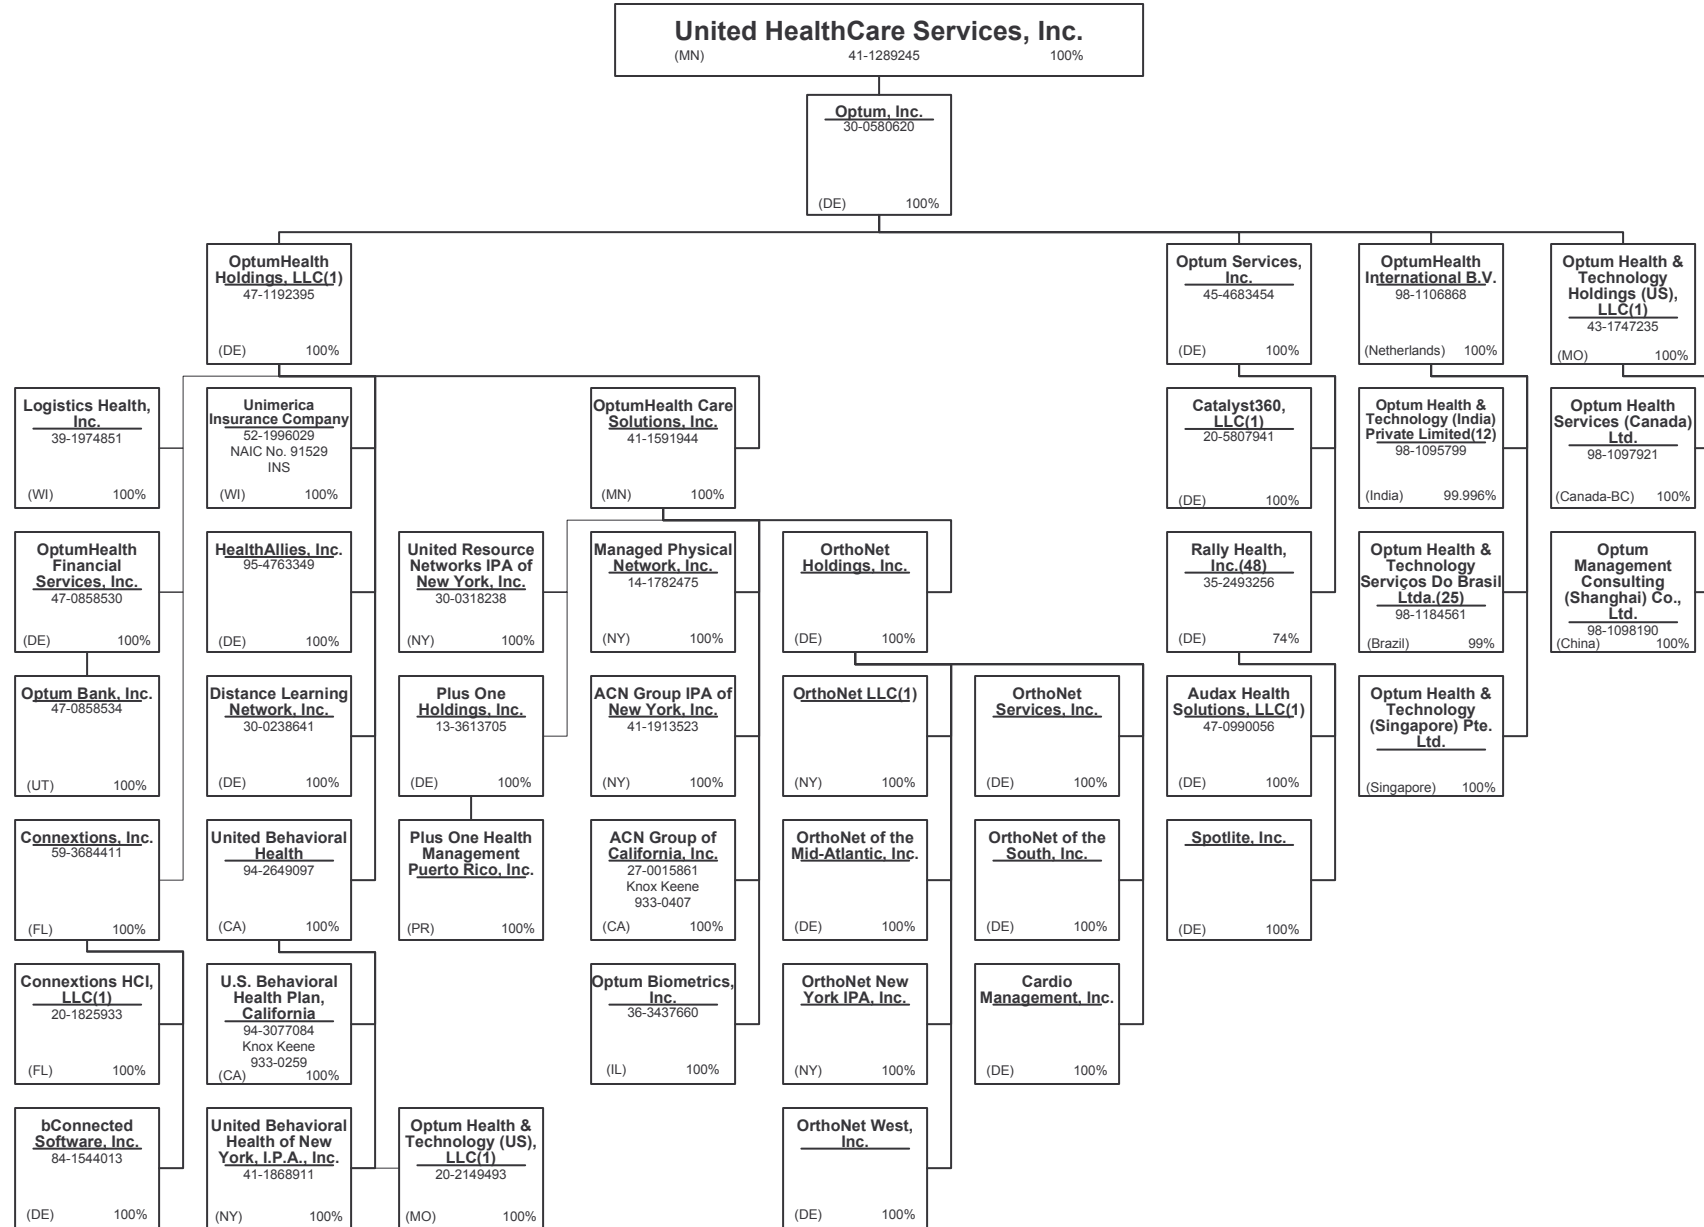 United HealthCare Services, Inc.
(MN) 41-1289245 100%
Optum, Inc.
30-0580620
(DE) 100%
OptumHealth
Holdings, LLC(1)
47-1192395
(DE) 100%
Optum Services,
Inc.
45-4683454
(DE) 100%
OptumHealth
International B.V.
98-1106868
(Netherlands) 100%
Optum Health &
Technology
Holdings (US),
LLC(1)
43-1747235
(MO) 100%
Logistics Health,
Inc.
39-1974851
(WI) 100%
Unimerica
Insurance Company
52-1996029
NAIC No. 91529
INS
(WI) 100%
OptumHealth Care
Solutions, Inc.
41-1591944
(MN) 100%
Catalyst360,
LLC(1)
20-5807941
(DE) 100%
Optum Health &
Technology (India)
Private Limited(12)
98-1095799
(India) 99.996%
Optum Health
Services (Canada)
Ltd.
98-1097921
(Canada-BC) 100%
OptumHealth
Financial
Services, Inc.
47-0858530
(DE) 100%
HealthAllies, Inc.
95-4763349
(DE) 100%
United Resource
Networks IPA of
New York, Inc.
30-0318238
(NY) 100%
Managed Physical
Network, Inc.
14-1782475
(NY) 100%
OrthoNet
Holdings, Inc.
(DE) 100%
Rally Health,
Inc.(48)
35-2493256
(DE) 74%
Optum Health &
Technology
Serviços Do Brasil
Ltda.(25)
98-1184561
(Brazil) 99%
Optum
Management
Consulting
(Shanghai) Co.,
Ltd.
98-1098190
(China) 100%
Optum Bank, Inc.
47-0858534
(UT) 100%
Distance Learning
Network, Inc.
30-0238641
(DE) 100%
Plus One
Holdings, Inc.
13-3613705
(DE) 100%
ACN Group IPA of
New York, Inc.
41-1913523
(NY) 100%
OrthoNet LLC(1)
(NY) 100%
OrthoNet
Services, Inc.
(DE) 100%
Audax Health
Solutions, LLC(1)
47-0990056
(DE) 100%
Optum Health &
Technology
(Singapore) Pte.
Ltd.
(Singapore) 100%
Connextions, Inc.
59-3684411
(FL) 100%
United Behavioral
Health
94-2649097
(CA) 100%
Plus One Health
Management
Puerto Rico, Inc.
(PR) 100%
ACN Group of
California, Inc.
27-0015861
Knox Keene
933-0407
(CA) 100%
OrthoNet of the
Mid-Atlantic, Inc.
(DE) 100%
OrthoNet of the
South, Inc.
(DE) 100%
Spotlite, Inc.
(DE) 100%
Connextions HCI,
LLC(1)
20-1825933
(FL) 100%
U.S. Behavioral
Health Plan,
California
94-3077084
Knox Keene
933-0259
(CA) 100%
Optum Biometrics,
Inc.
36-3437660
(IL) 100%
OrthoNet New
York IPA, Inc.
(NY) 100%
Cardio
Management, Inc.
(DE) 100%
bConnected
Software, Inc.
84-1544013
(DE) 100%
United Behavioral
Health of New
York, I.P.A., Inc.
41-1868911
(NY) 100%
Optum Health &
Technology (US),
LLC(1)
20-2149493
(MO) 100%
OrthoNet West,
Inc.
(DE) 100%